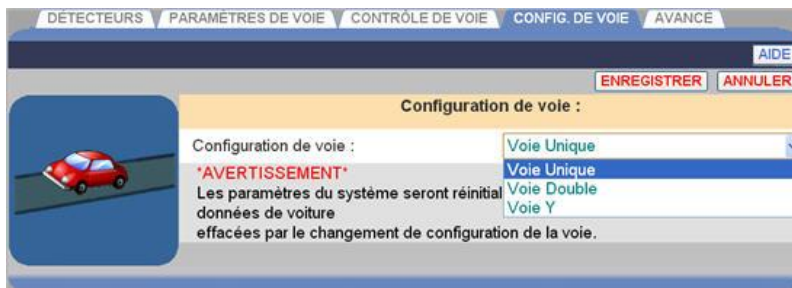 DÉTECTEURS PARAMÈTRES DE VOIE CONTRÔLE DE VOIE CONFIG. DE VOIE AVANCÉ
AIDE
ENREGISTRER ANNULER
Configuration de voie :
Configuration de voie : Voie Unique
*AVERTISSEMENT* Voie Unique
Les paramètres du système seront réinitial Voie Double
données de voiture Voie Y
effacées par le changement de configuration de la voie.